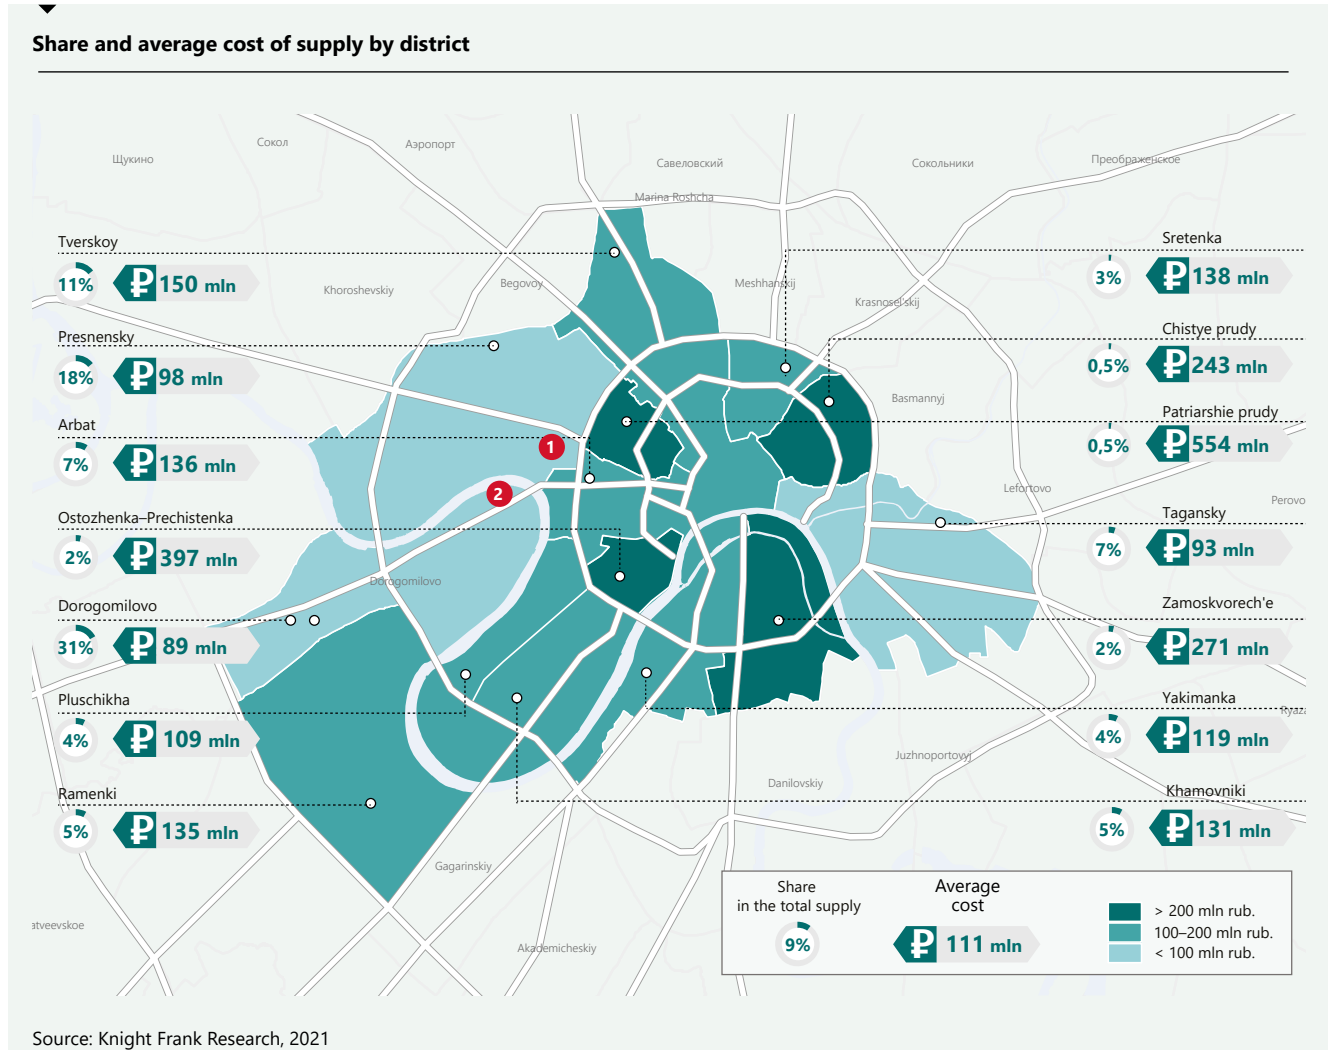 Share and average cost of supply by district
Щукино
Сокол
Аэропорт
Савеловский
Сокольники
Преображенское
Marina Roshcha
Khoroshevskiy
Begovoy
Meshhanskij
Krasnosel'skij
Basmannyj
Lefortovo
Perovo
Dorogomilovo
Juzhnoportovyj
Danilovskiy
Gagarinskiy
Akademicheskiy
atveevskoe
Ryaza
Tverskoy
11% ₽ 150 mln
Presnensky
18% ₽ 98 mln
Arbat
7% ₽ 136 mln
Ostozhenka–Prechistenka
2% ₽ 397 mln
Dorogomilovo
31% ₽ 89 mln
Pluschikha
4% ₽ 109 mln
Ramenki
5% ₽ 135 mln
1
2
Sretenka
3% ₽ 138 mln
Chistye prudy
0,5% ₽ 243 mln
Patriarshie prudy
0,5% ₽ 554 mln
Tagansky
7% ₽ 93 mln
Zamoskvorech'e
2% ₽ 271 mln
Yakimanka
4% ₽ 119 mln
Khamovniki
5% ₽ 131 mln
Share
in the total supply
9%
Average
cost
₽ 111 mln
> 200 mln rub.
100–200 mln rub.
< 100 mln rub.
Source: Knight Frank Research, 2021